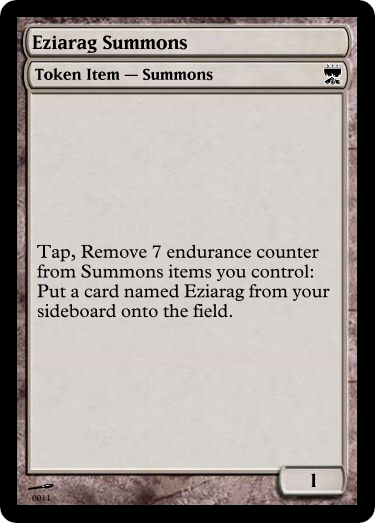 Eziarag Summons
Token Item — Summons
Tap, Remove 7 endurance counter
from Summons items you control:
Put a card named Eziarag from your
sideboard onto the field.
1
0011